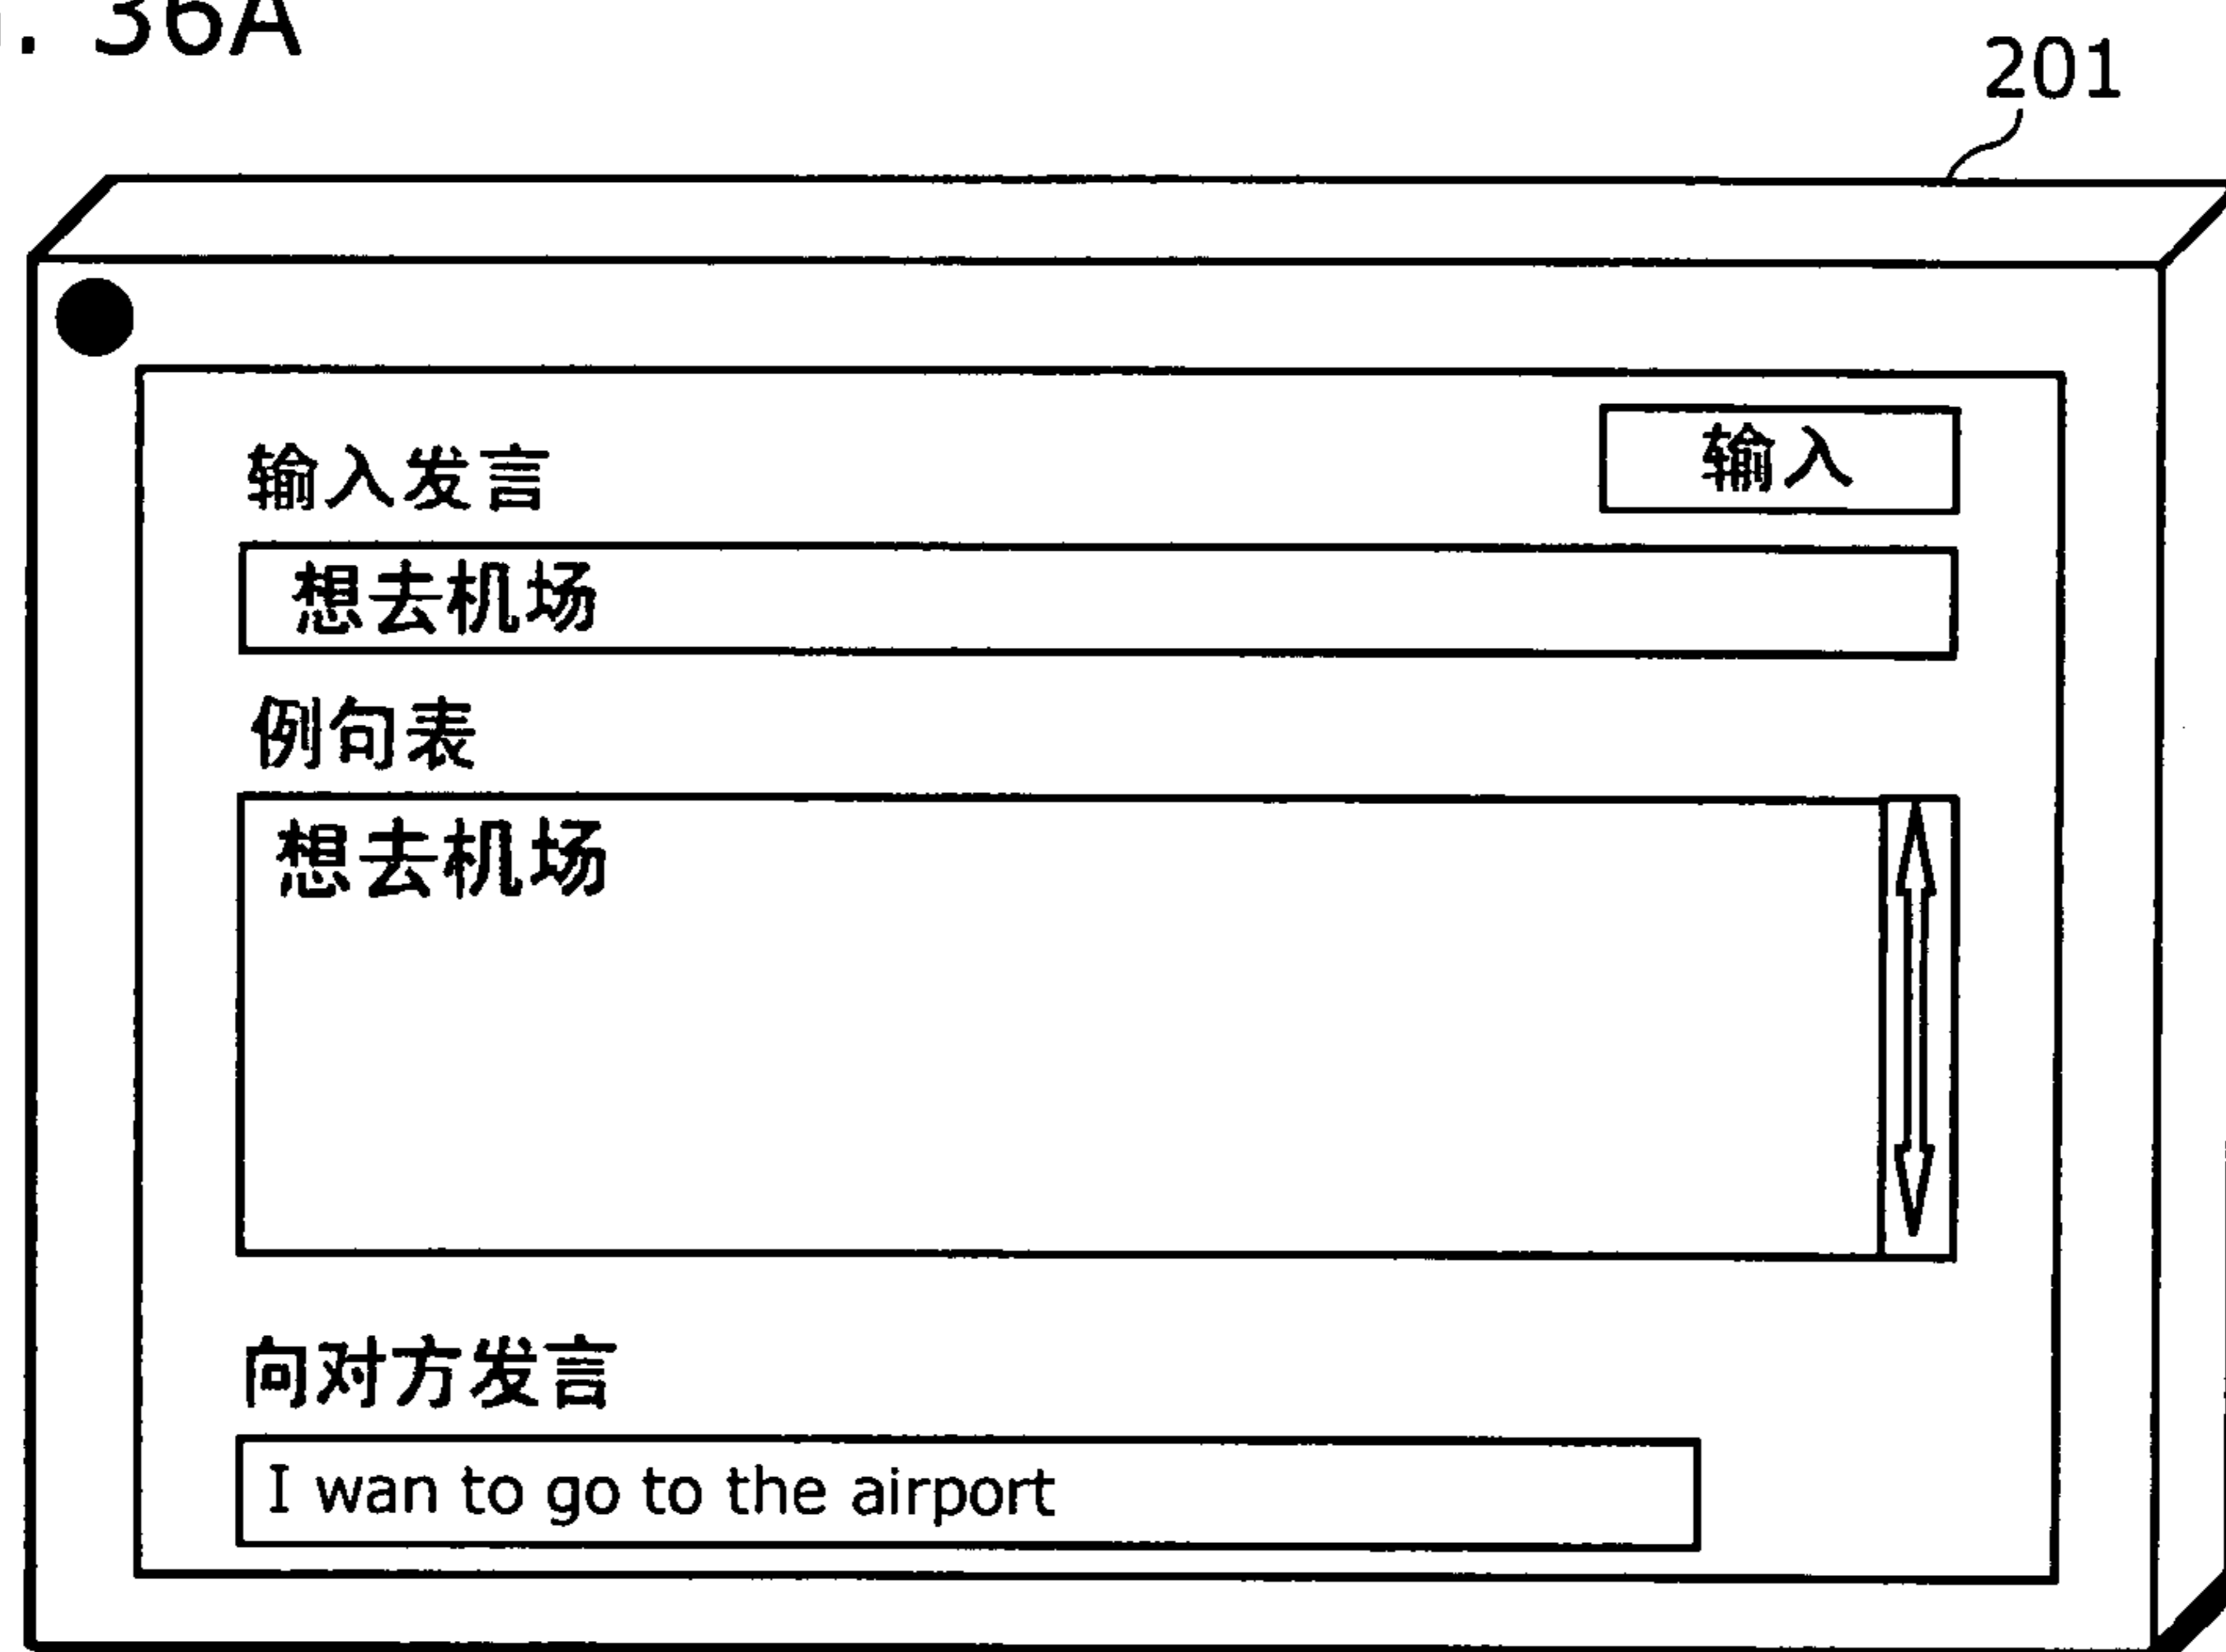 . 36A
201
输入发言
输入
想去机场
例句表
想去机场
向对方发言
I wan to go to the airport